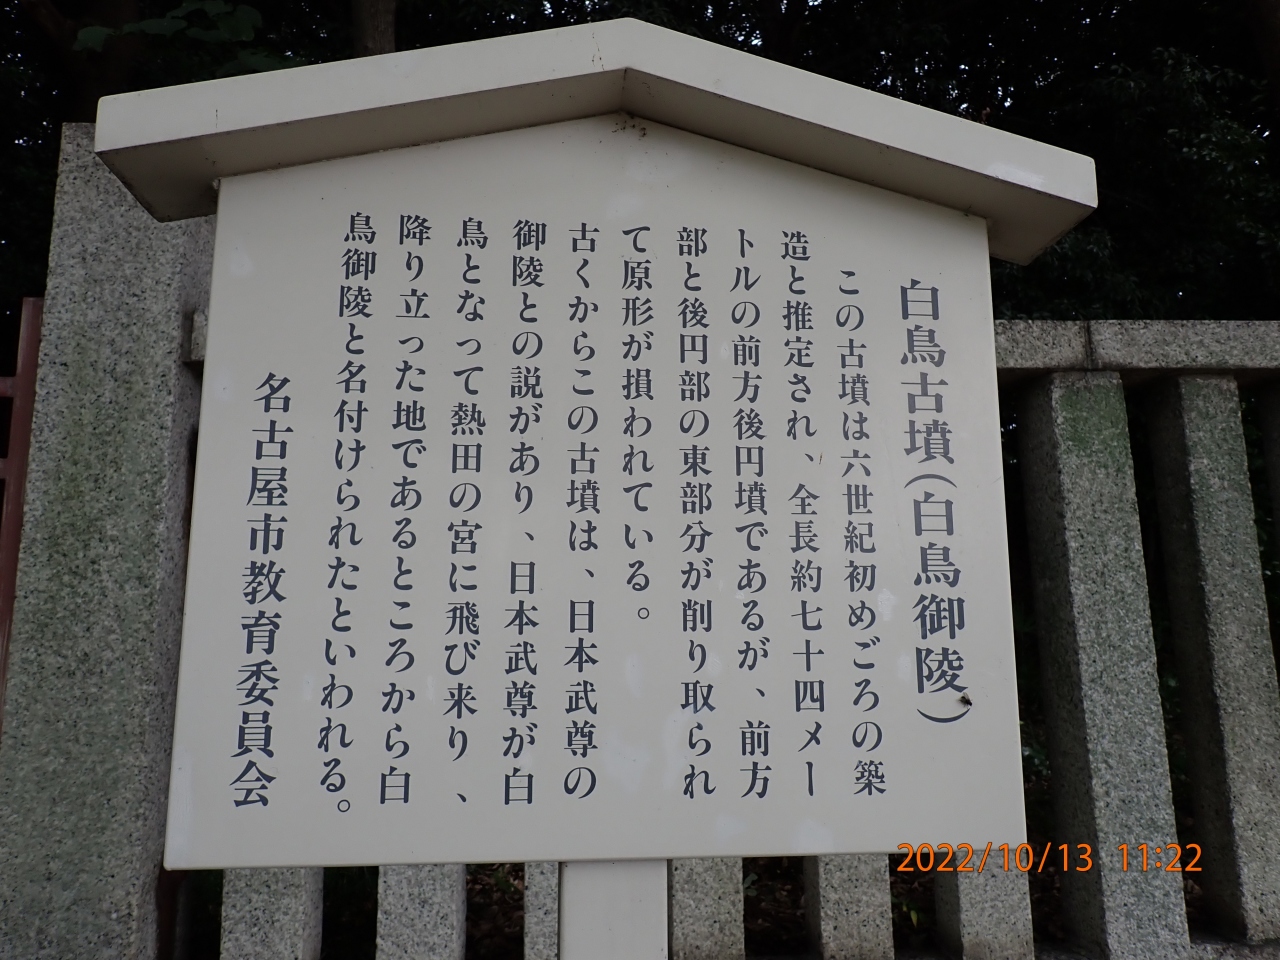 白鳥古墳(白鳥御陵)
この古墳は六世紀初めごろの築
造と推定され、全長約七十四メー
トルの前方後円墳であるが、前方
部と後円部の東部分が削り取られ
て原形が損われている。
古くからこの古墳は、日本武尊の
御陵との説があり、日本武尊が白
鳥となって熱田の宮に飛び来り、
降り立った地であるところから白
鳥御陵と名付けられたといわれる。
名古屋市教育委員会
2022/10/13 11:22